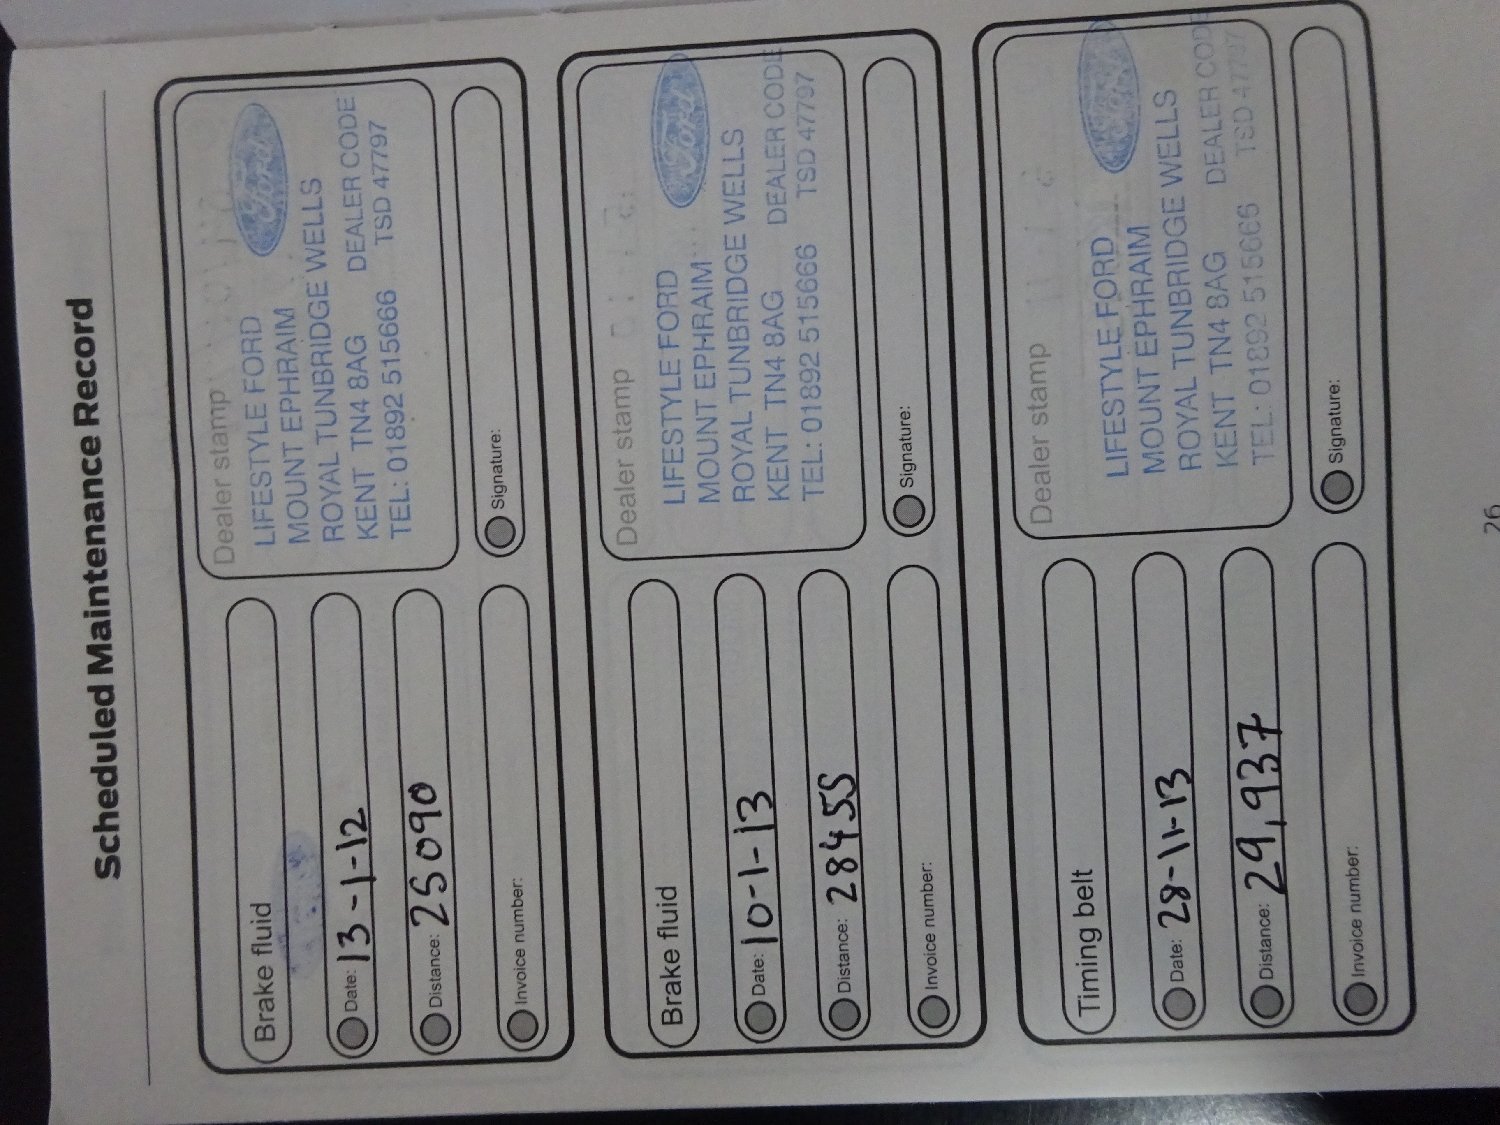 Scheduled Maintenance Record
Brake fluid
Date: 13-1-12
Distance: 25090
Invoice number:
Dealer stamp
Ford
LIFESTYLE FORD
MOUNT EPHRAIM
ROYAL TUNBRIDGE WELLS
KENT TN4 8AG DEALER CODE
TEL: 01892 515666 TSD 47797
Signature:
Brake fluid
Date: 10-1-13
Distance: 28455
Invoice number:
Dealer stamp
Ford
LIFESTYLE FORD
MOUNT EPHRAIM
ROYAL TUNBRIDGE WELLS
KENT TN4 8AG DEALER CODE
TEL: 01892 515666 TSD 47797
Signature:
Timing belt
Date: 28-11-13
Distance: 29,937
Invoice number:
Dealer stamp
Ford
LIFESTYLE FORD
MOUNT EPHRAIM
ROYAL TUNBRIDGE WELLS
KENT TN4 8AG DEALER CODE
TEL: 01892 515666 TSD 47797
Signature:
26